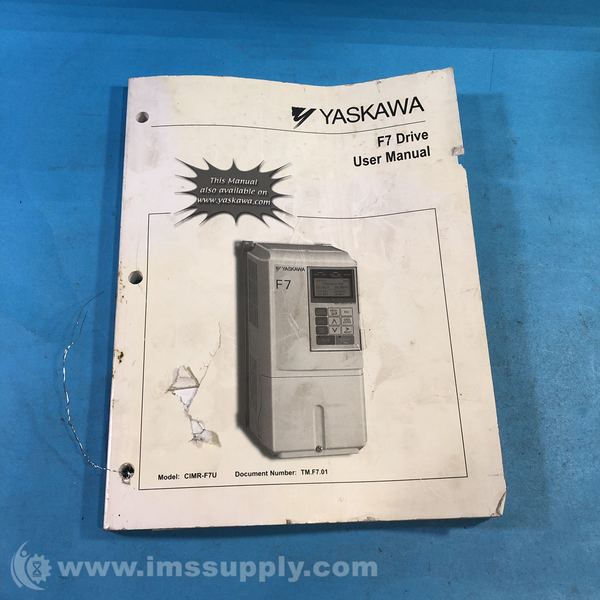 YASKAWA
F7 Drive
User Manual
This Manual
also available on
www.yaskawa.com
YASKAWA
F7
Model: CIMR-F7U Document Number: TM.F7.01
www.imssupply.com